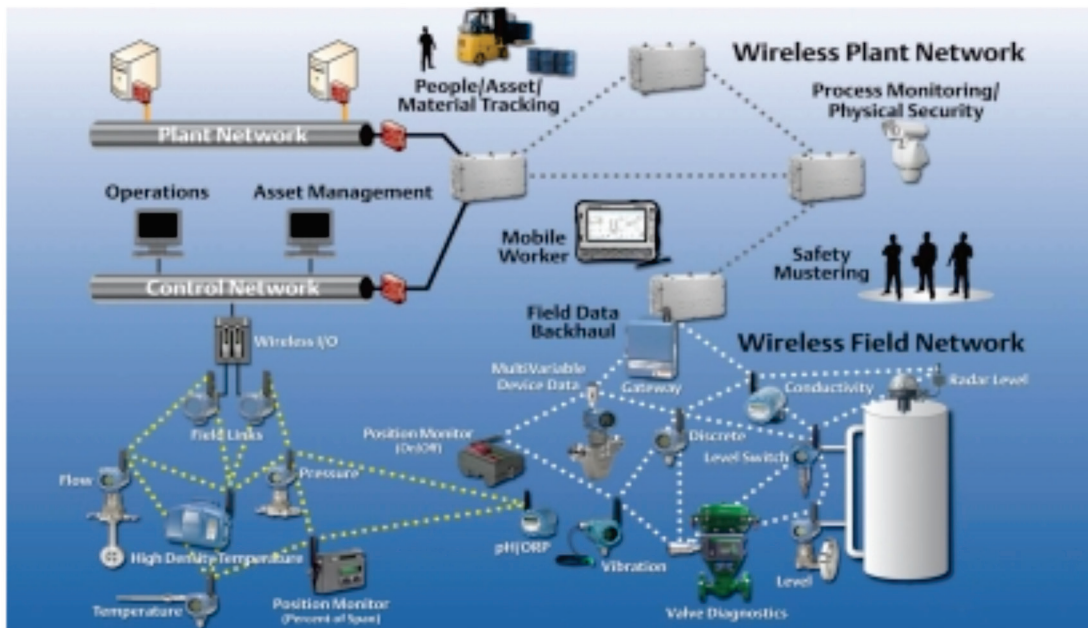 Wireless Plant Network
People/Asset/
Material Tracking
Process Monitoring/
Physical Security
Plant Network
Operations
Asset Management
Mobile
Worker
Safety
Mustering
Control Network
Field Data
Backhaul
Wireless I/O
Wireless Field Network
MultiVariable
Device Data
Gateway
Conductivity
Radar Level
Field Links
Position Monitor
(On/Off)
Discrete
Level Switch
Flow
Pressure
High Density Temperature
pH/ORP
Vibration
Level
Temperature
Position Monitor
(Percent of Span)
Valve Diagnostics